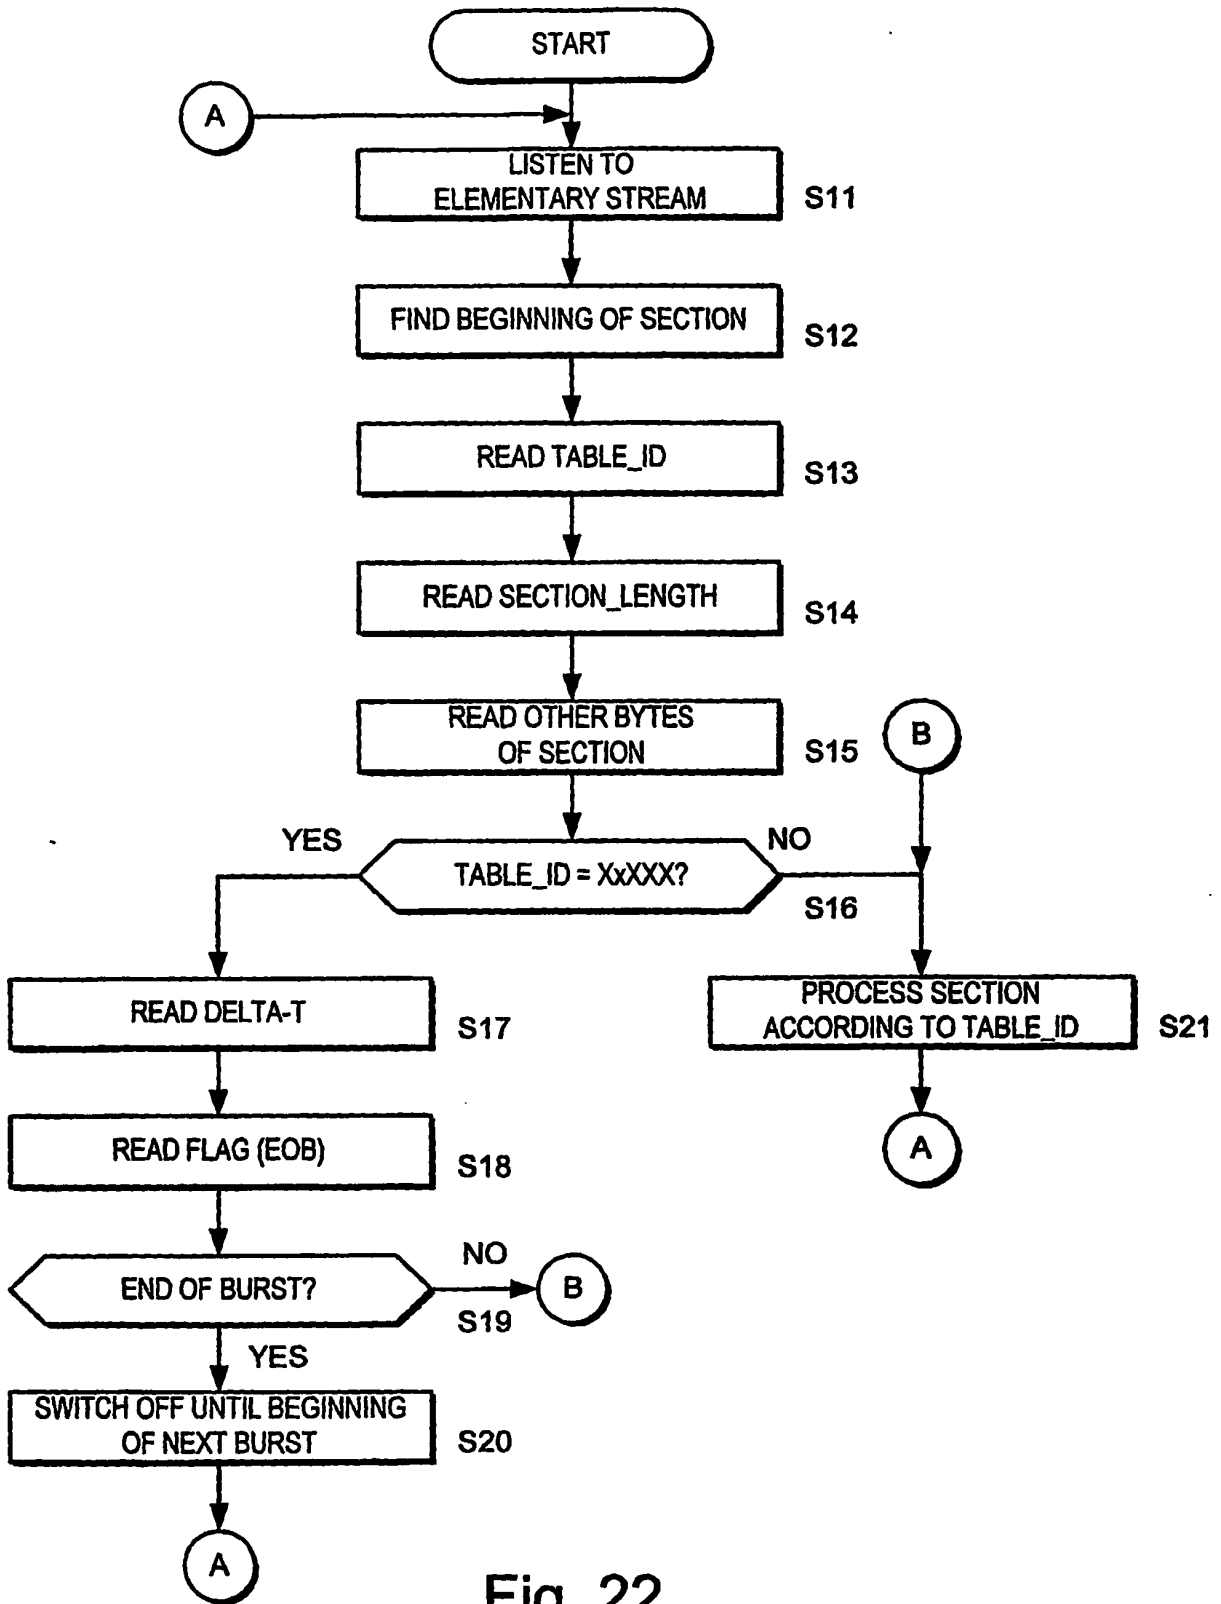 START
A
LISTEN TO
ELEMENTARY STREAM
S11
FIND BEGINNING OF SECTION
S12
READ TABLE_ID
S13
READ SECTION_LENGTH
S14
READ OTHER BYTES
OF SECTION
S15
B
YES
TABLE_ID = XxXXX?
NO
S16
READ DELTA-T
S17
PROCESS SECTION
ACCORDING TO TABLE_ID
S21
READ FLAG (EOB)
S18
A
END OF BURST?
NO
S19
B
YES
SWITCH OFF UNTIL BEGINNING
OF NEXT BURST
S20
A
Fig. 22